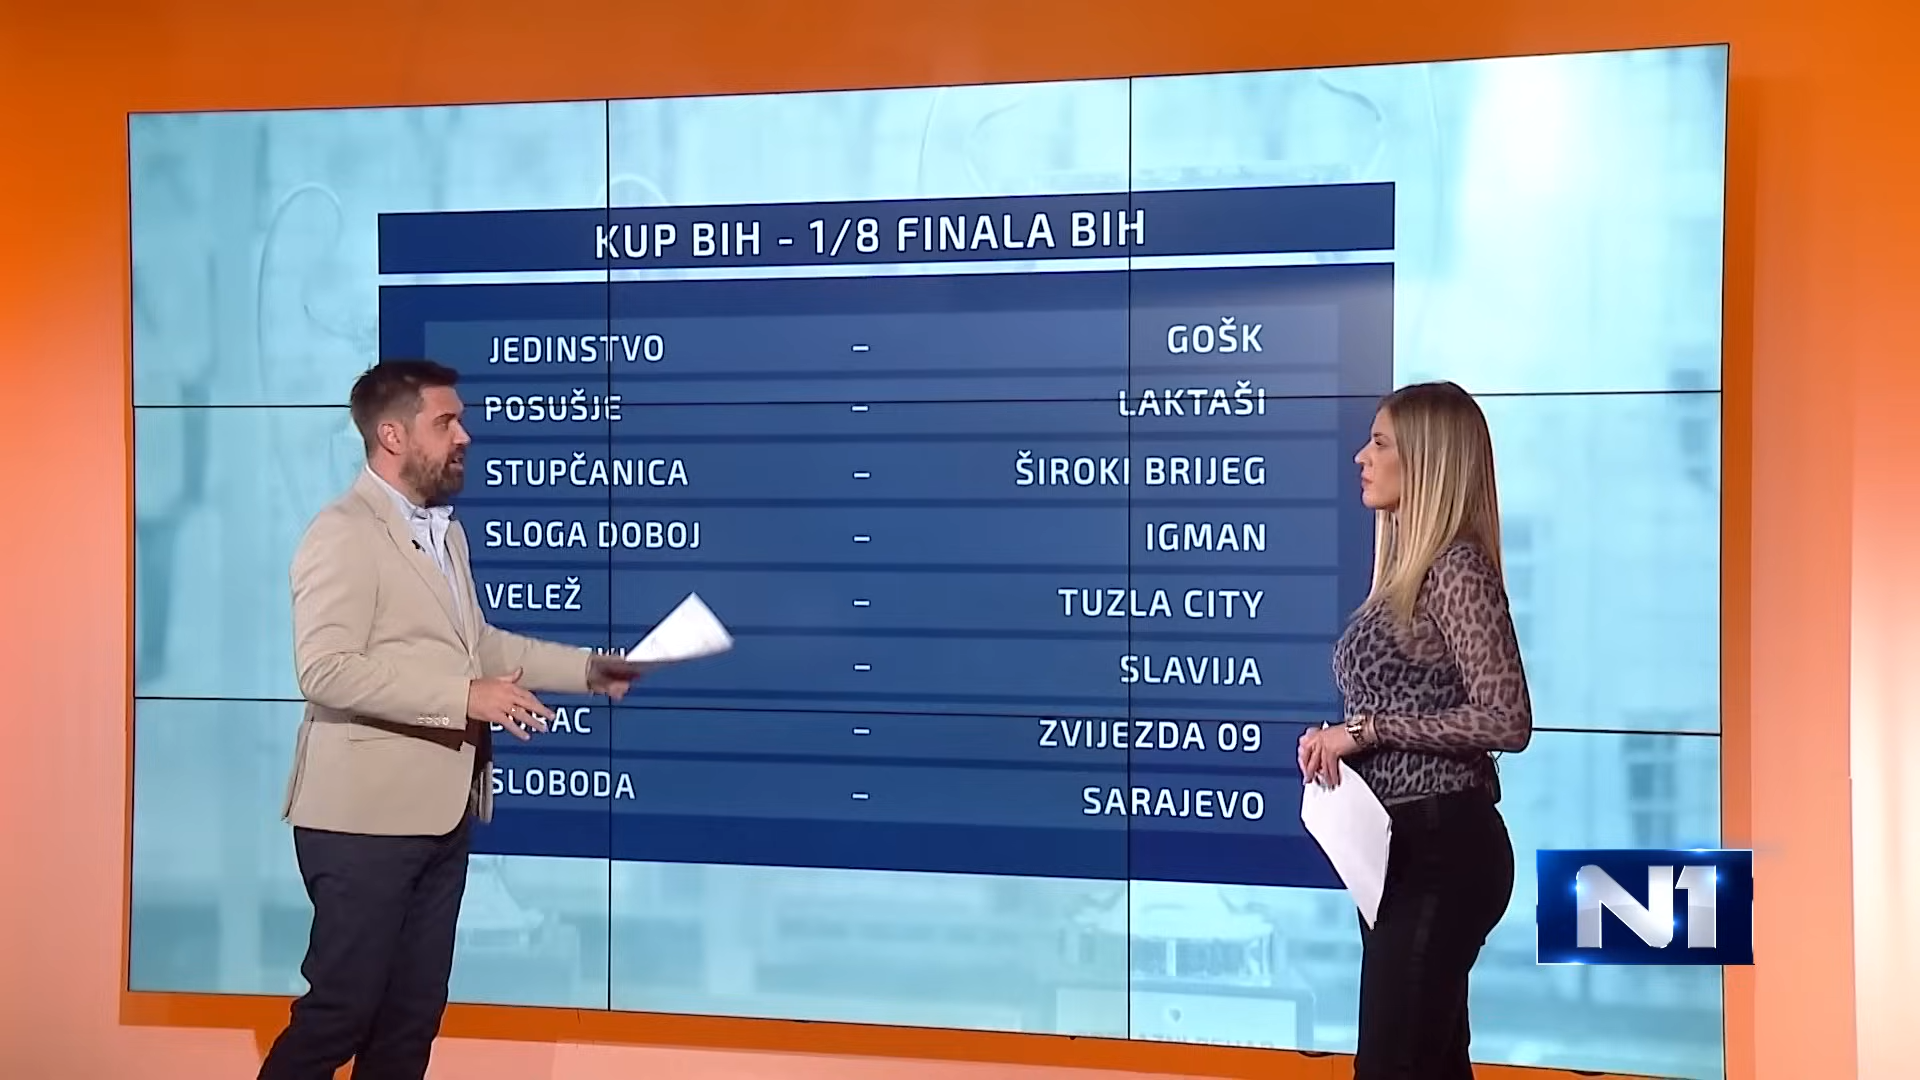 KUP BIH - 1/8 FINALA BIH
JEDINSTVO – GOŠK
POSUŠJE – LAKTAŠI
STUPČANICA – ŠIROKI BRIJEG
SLOGA DOBOJ – IGMAN
VELEŽ – TUZLA CITY
– SLAVIJA
– ZVIJEZDA 09
SLOBODA – SARAJEVO
N1